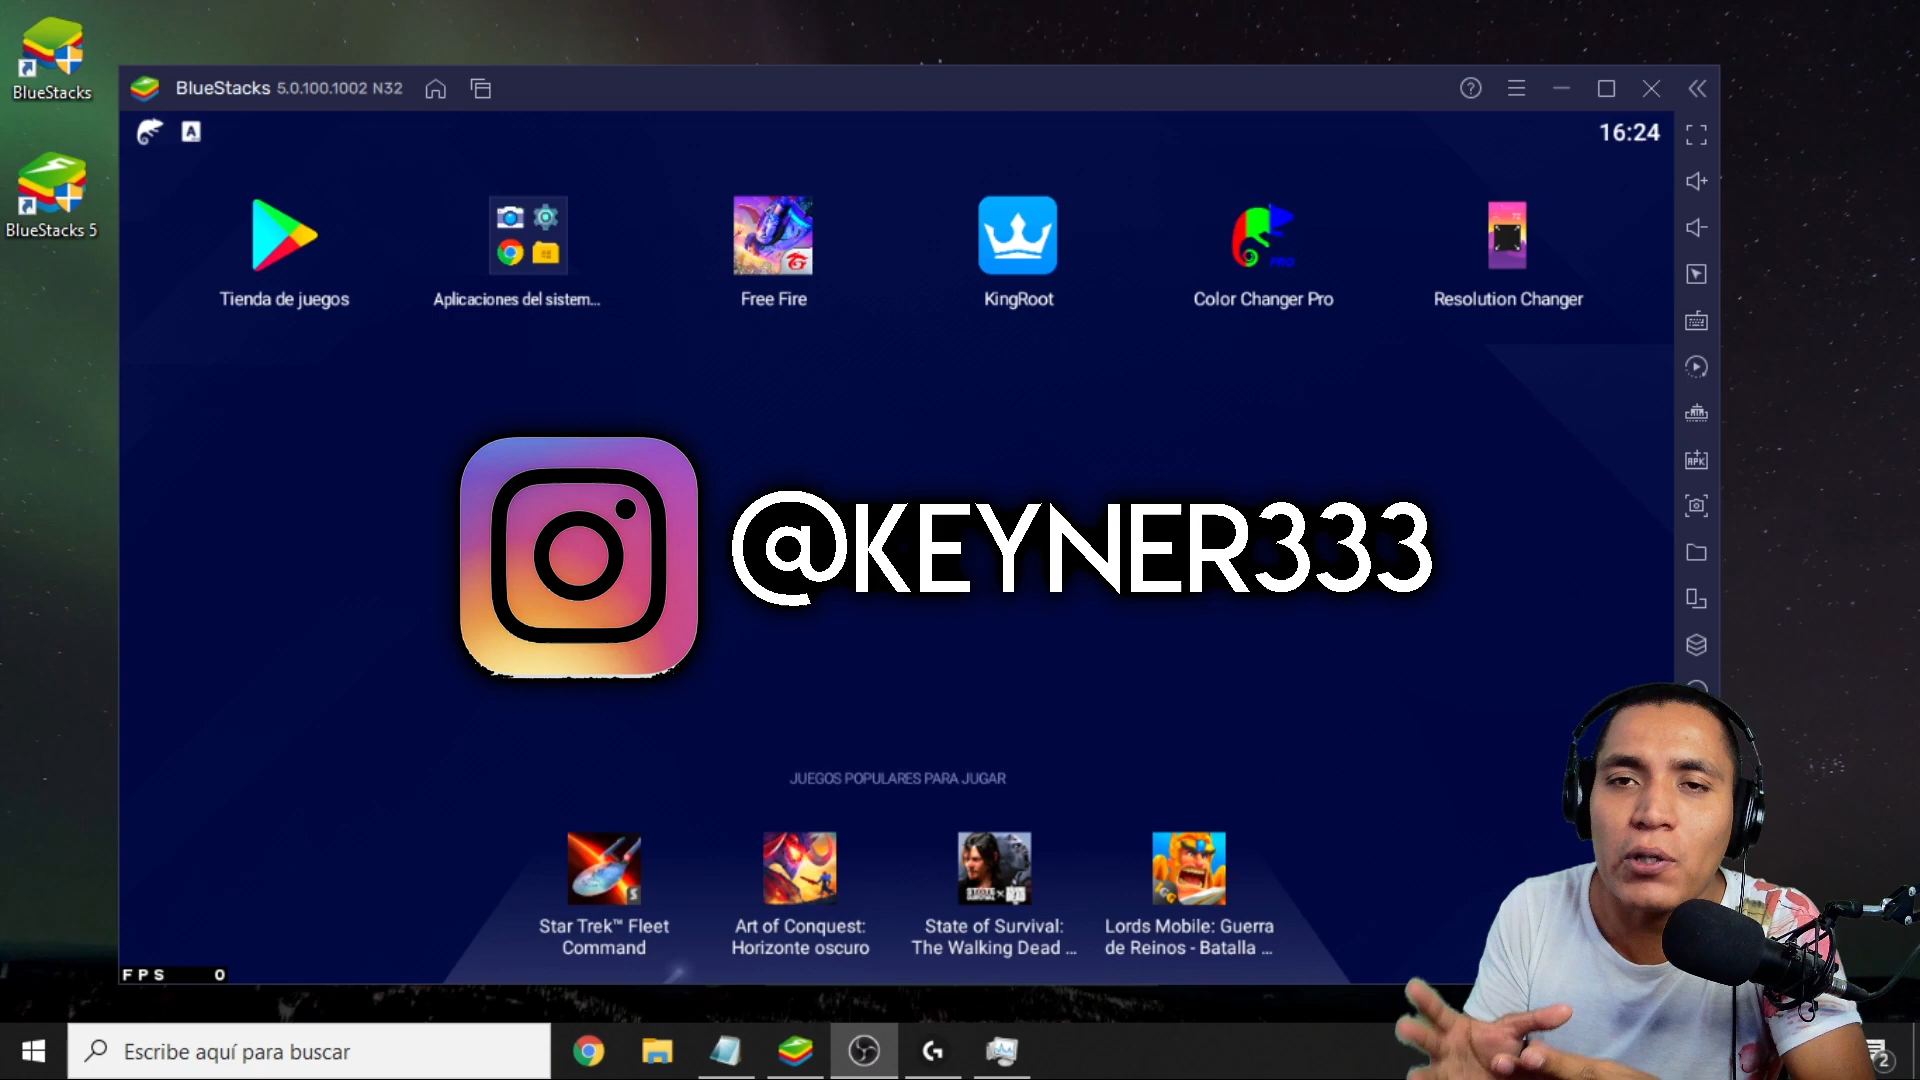 BlueStacks
BlueStacks 5.0.100.1002 N32
A
16:24
BlueStacks 5
Tienda de juegos
Aplicaciones del sistem...
Free Fire
KingRoot
PRO
Color Changer Pro
Resolution Changer
APK
@KEYNER333
JUEGOS POPULARES PARA JUGAR
Star Trek™ Fleet
Command
Art of Conquest:
Horizonte oscuro
State of Survival:
The Walking Dead ...
Lords Mobile: Guerra
de Reinos - Batalla ...
FPS 0
Escribe aquí para buscar
2